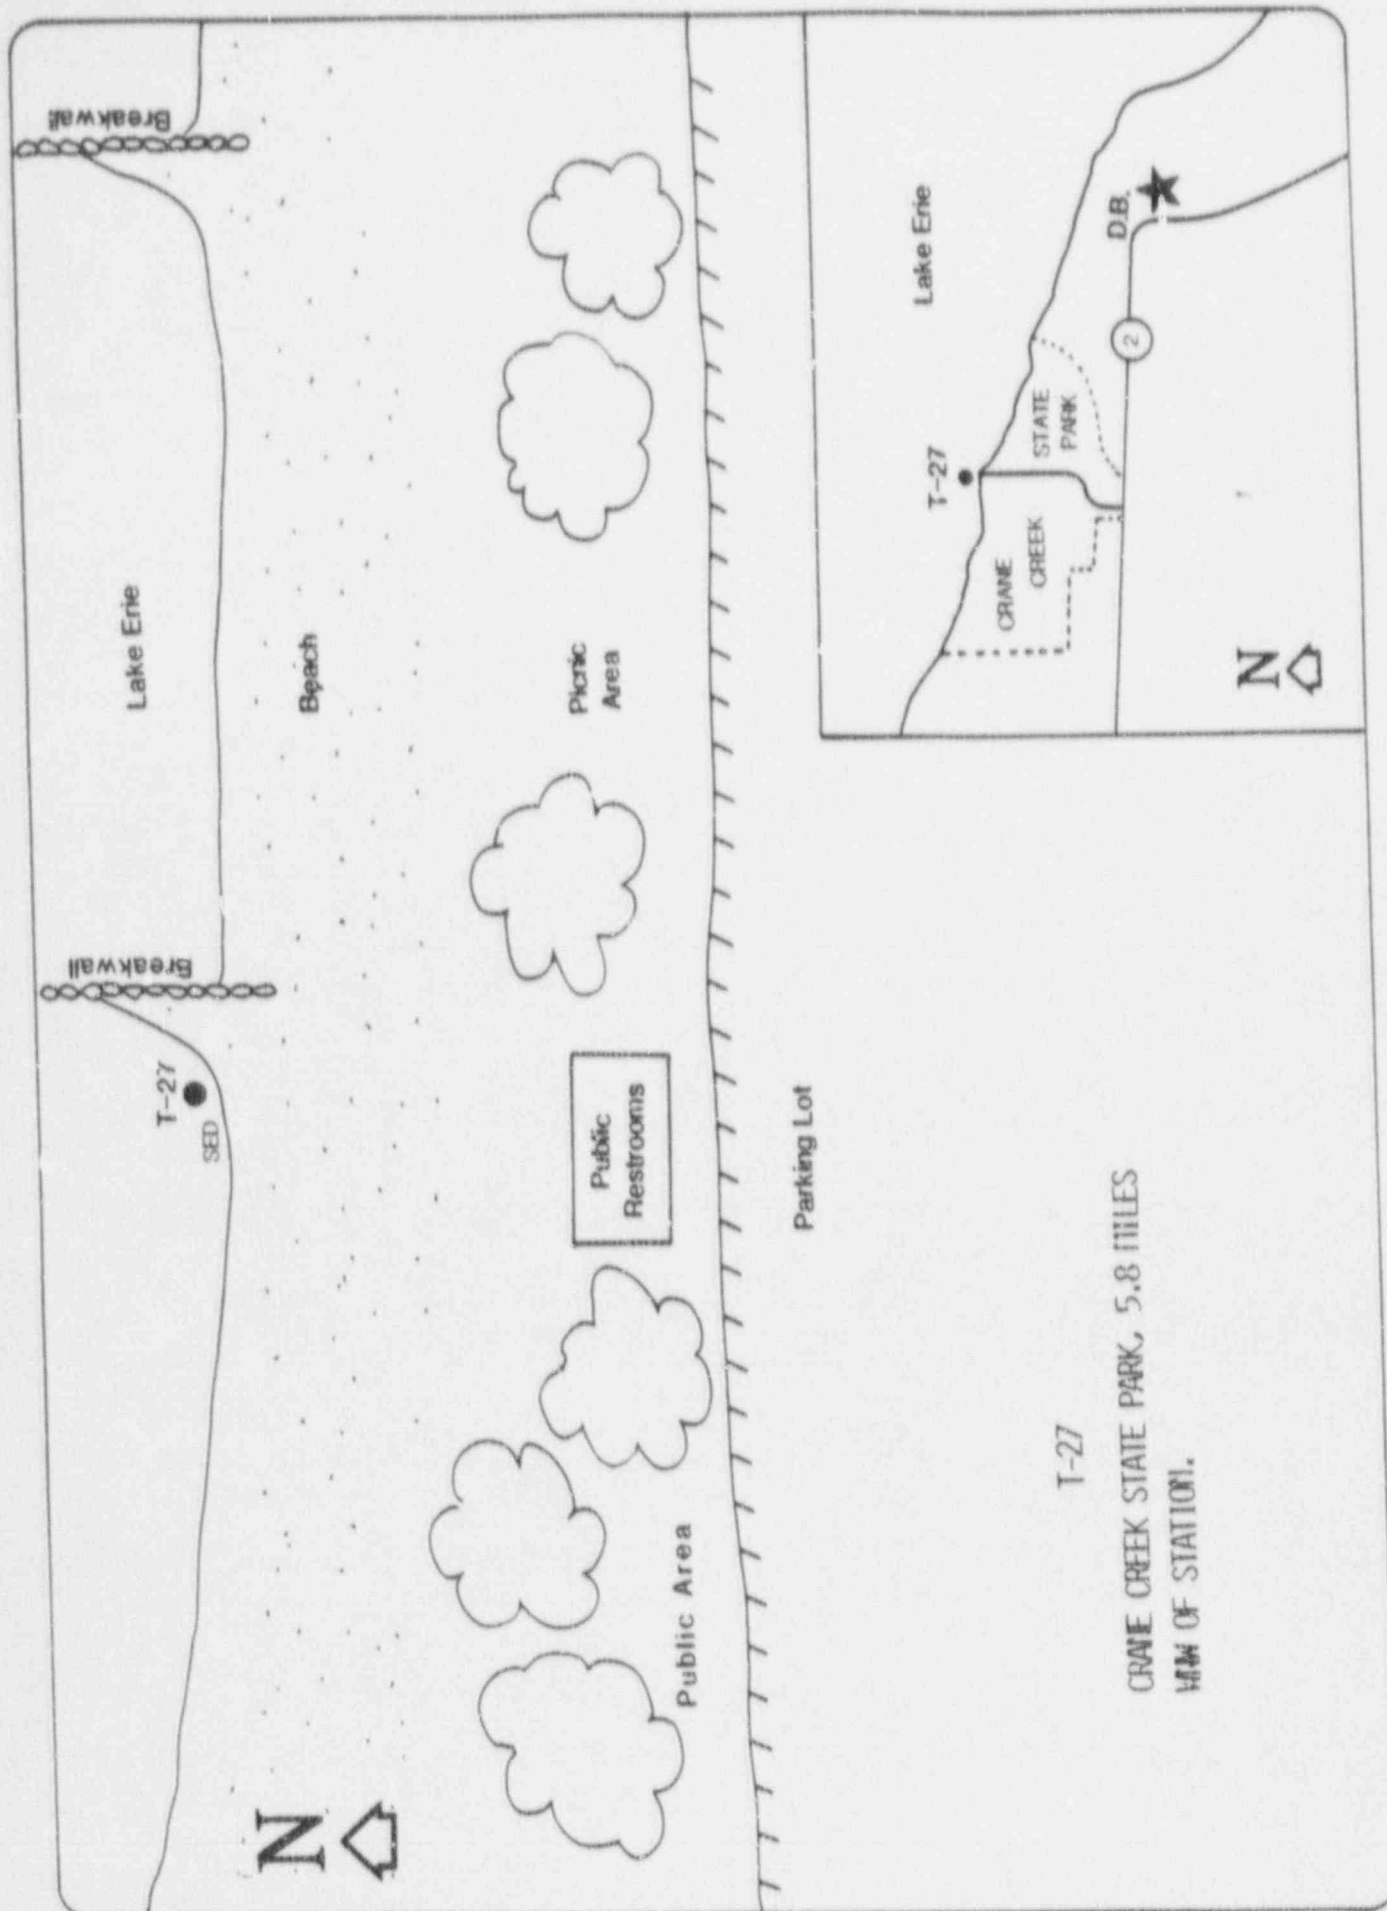 Breakwall
Breakwall
Lake Erie
T-27
SED
Beach
Picnic
Area
Public
Restrooms
Public Area
Parking Lot
N
T-27
CRANE CREEK STATE PARK, 5.8 MILES
WNW OF STATION.
Lake Erie
T-27
CRANE
CREEK
STATE
PARK
D.B.
2
N